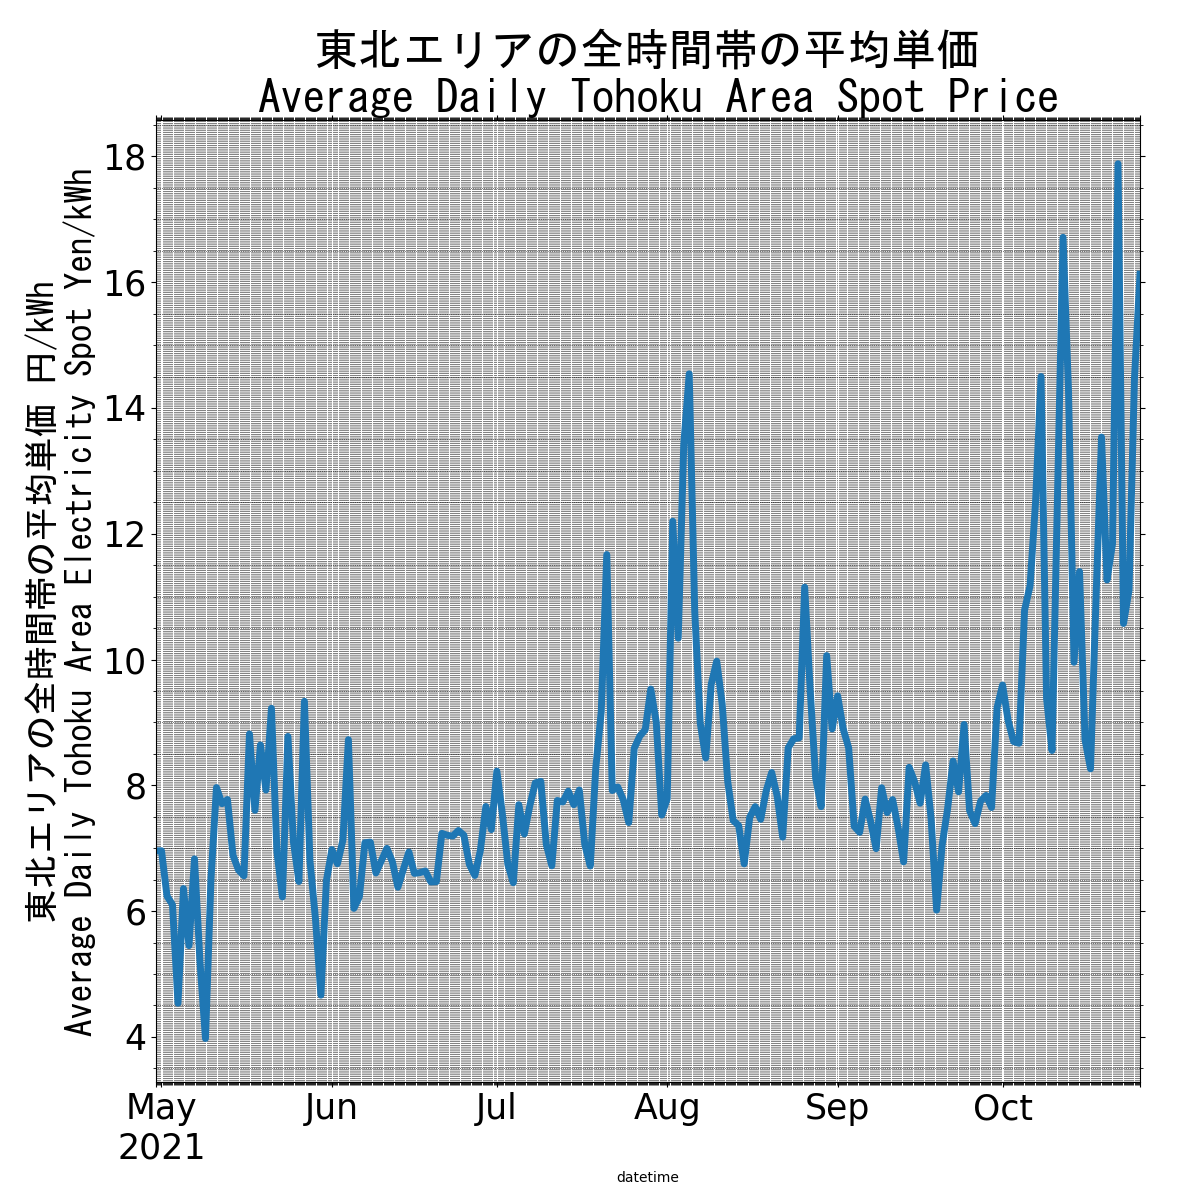 東北エリアの全時間帯の平均単価
Average Daily Tohoku Area Spot Price
東北エリアの全時間帯の平均単価 円/kWh
Average Daily Tohoku Area Electricity Spot Yen/kWh
18
16
14
12
10
8
6
4
May Jun Jul Aug Sep Oct
2021
datetime